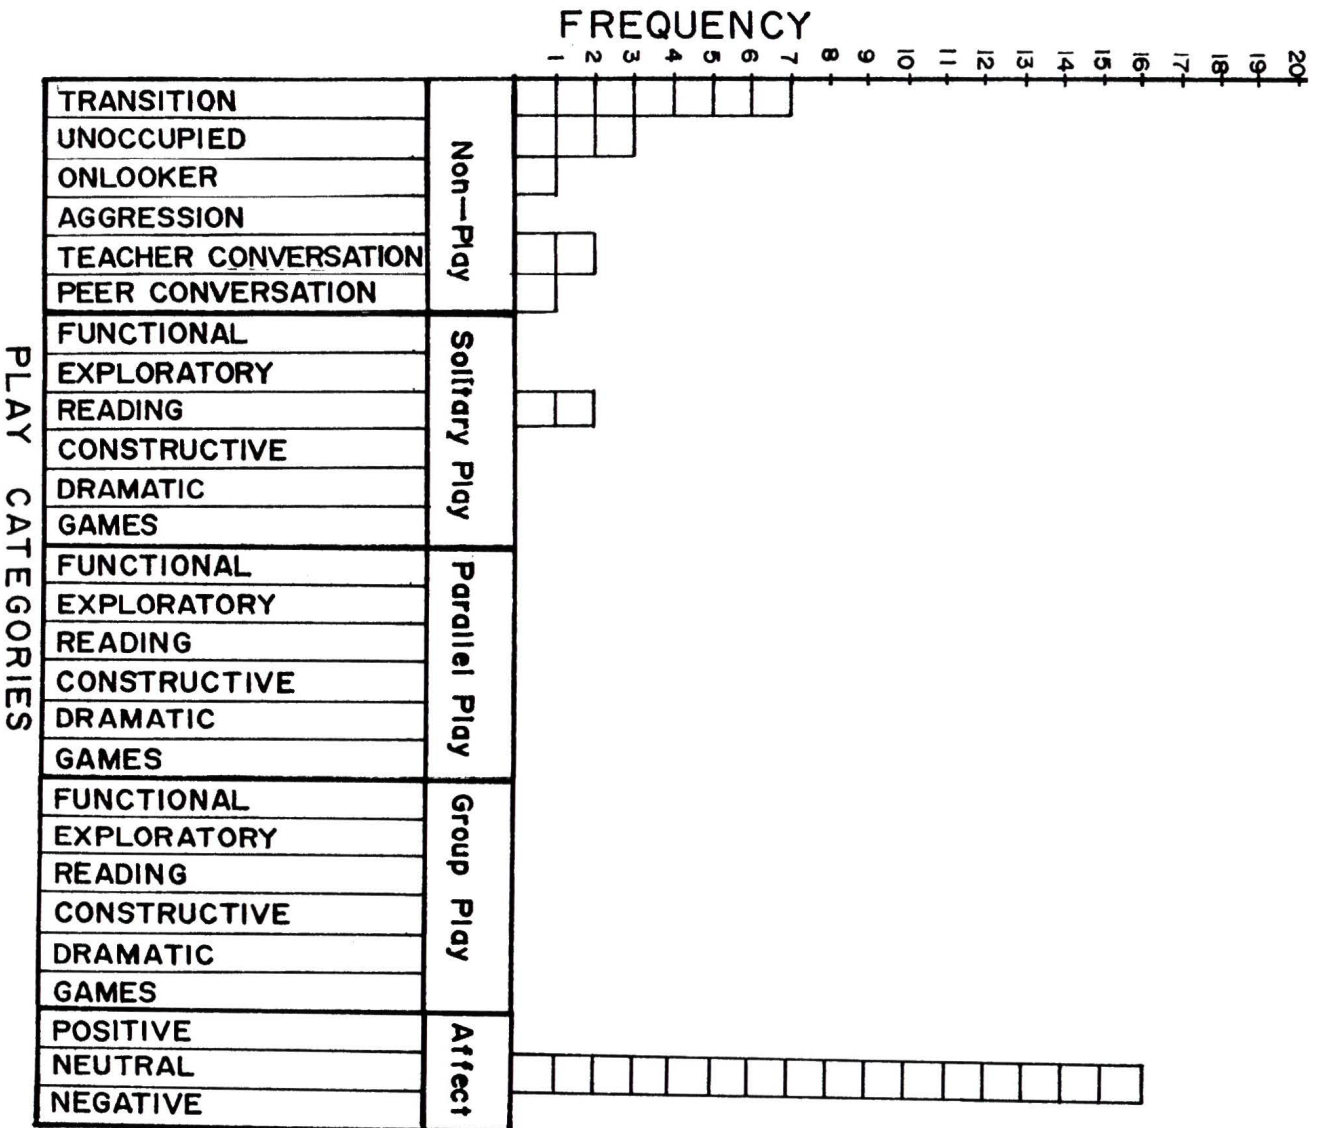 FREQUENCY
1 2 3 4 5 6 7 8 9 10 11 12 13 14 15 16 17 18 19 20
PLAY CATEGORIES
Non-Play
TRANSITION
UNOCCUPIED
ONLOOKER
AGGRESSION
TEACHER CONVERSATION
PEER CONVERSATION
Solitary Play
FUNCTIONAL
EXPLORATORY
READING
CONSTRUCTIVE
DRAMATIC
GAMES
Parallel Play
FUNCTIONAL
EXPLORATORY
READING
CONSTRUCTIVE
DRAMATIC
GAMES
Group Play
FUNCTIONAL
EXPLORATORY
READING
CONSTRUCTIVE
DRAMATIC
GAMES
Affect
POSITIVE
NEUTRAL
NEGATIVE